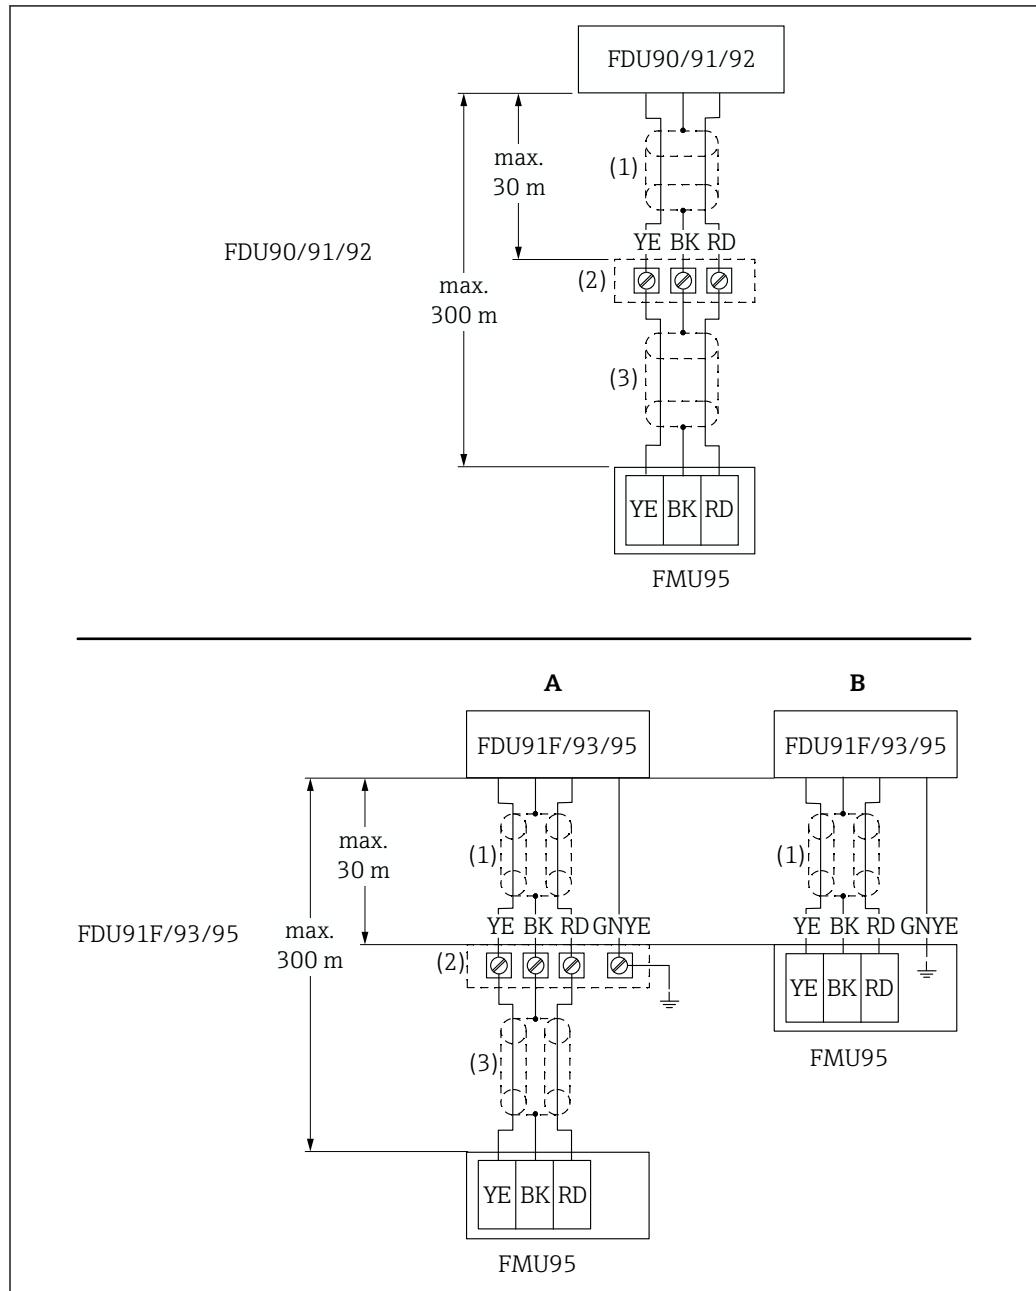 FDU90/91/92
max.
30 m
(1)
YE BK RD
FDU90/91/92
(2)
max.
300 m
(3)
YE BK RD
FMU95
A
B
FDU91F/93/95
FDU91F/93/95
max.
30 m
(1)
(1)
YE BK RD GNYE
YE BK RD GNYE
FDU91F/93/95
max.
300 m
(2)
YE BK RD
FMU95
(3)
YE BK RD
FMU95